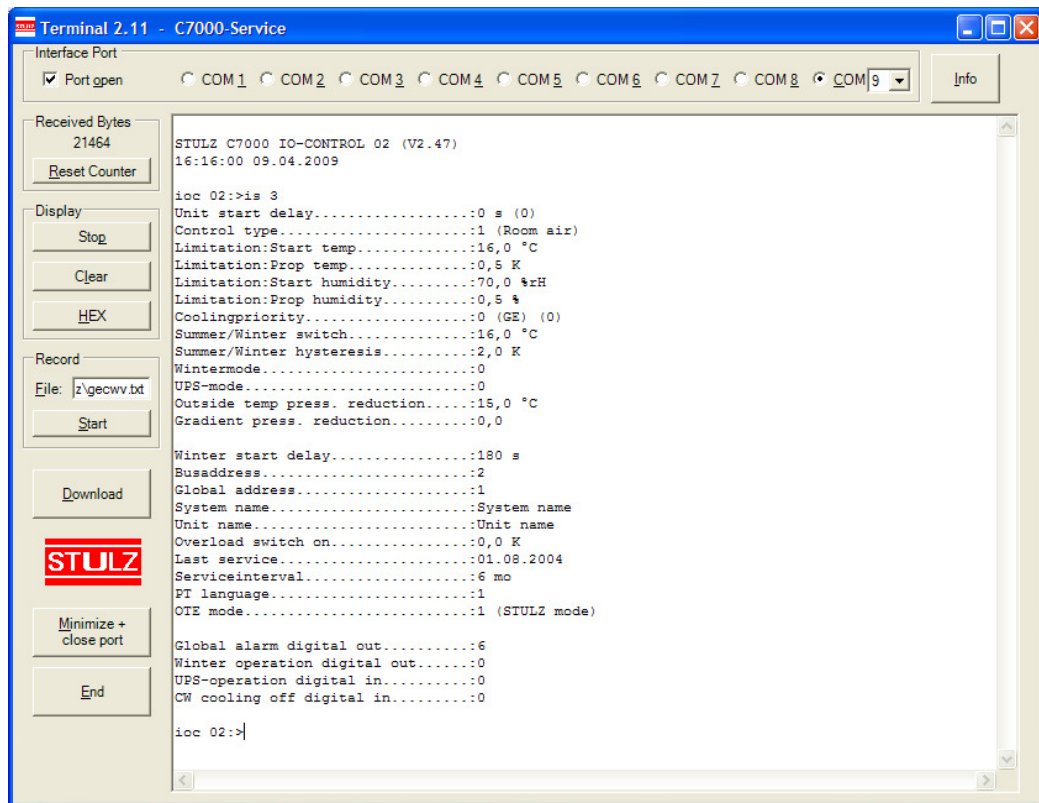 Terminal 2.11 - C7000-Service
Interface Port
Port open COM 1 COM 2 COM 3 COM 4 COM 5 COM 6 COM 7 COM 8 COM 9 Info
Received Bytes
21464
Reset Counter
Display
Stop
Clear
HEX
Record
File: z\gecwv.txt
Start
Download
STULZ
Minimize +
close port
End
STULZ C7000 IO-CONTROL 02 (V2.47)
16:16:00 09.04.2009
ioc 02:>is 3
Unit start delay..................:0 s (0)
Control type......................:1 (Room air)
Limitation:Start temp.............:16,0 °C
Limitation:Prop temp..............:0,5 K
Limitation:Start humidity.........:70,0 %rH
Limitation:Prop humidity..........:0,5 %
Coolingpriority...................:0 (GE) (0)
Summer/Winter switch..............:16,0 °C
Summer/Winter hysteresis..........:2,0 K
Wintermode........................:0
UPS-mode..........................:0
Outside temp press. reduction.....:15,0 °C
Gradient press. reduction.........:0,0
Winter start delay................:180 s
Busaddress........................:2
Global address....................:1
System name.......................:System name
Unit name.........................:Unit name
Overload switch on................:0,0 K
Last service......................:01.08.2004
Serviceinterval...................:6 mo
PT language.......................:1
OTE mode..........................:1 (STULZ mode)
Global alarm digital out..........:6
Winter operation digital out......:0
UPS-operation digital in..........:0
CW cooling off digital in.........:0
ioc 02:>